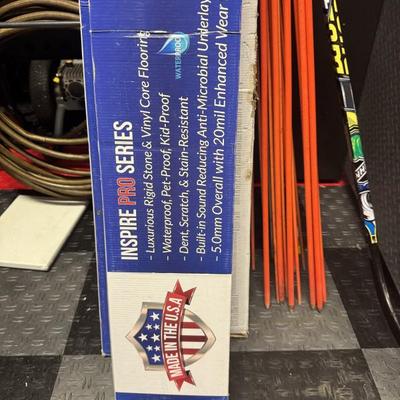 WATERPROOF
INSPIRE PRO SERIES
- Luxurious Rigid Stone & Vinyl Core Flooring
- Waterproof, Pet-Proof, Kid-Proof
- Dent, Scratch, & Stain-Resistant
- Built-in Sound Reducing Anti-Microbial Underlay
- 5.0mm Overall with 20mil Enhanced Wear
MADE IN THE U.S.A